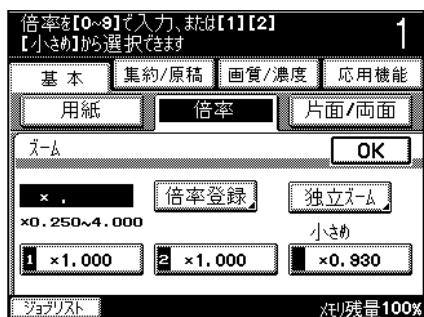 倍率を[0~9]で入力、または[1][2]
【小さめ】から選択できます
1
基本 集約/原稿 画質/濃度 応用機能
用紙 倍率 片面/両面
ズーム OK
× . 倍率登録 独立ズーム
×0.250~4.000 小さめ
1 ×1.000 2 ×1.000 ×0.930
ジョブリスト メモリ残量100%